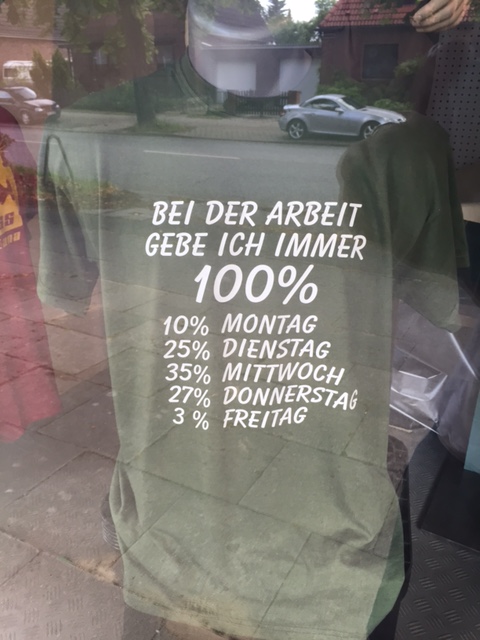 BEI DER ARBEIT
GEBE ICH IMMER
100%
10% MONTAG
25% DIENSTAG
35% MITTWOCH
27% DONNERSTAG
3% FREITAG